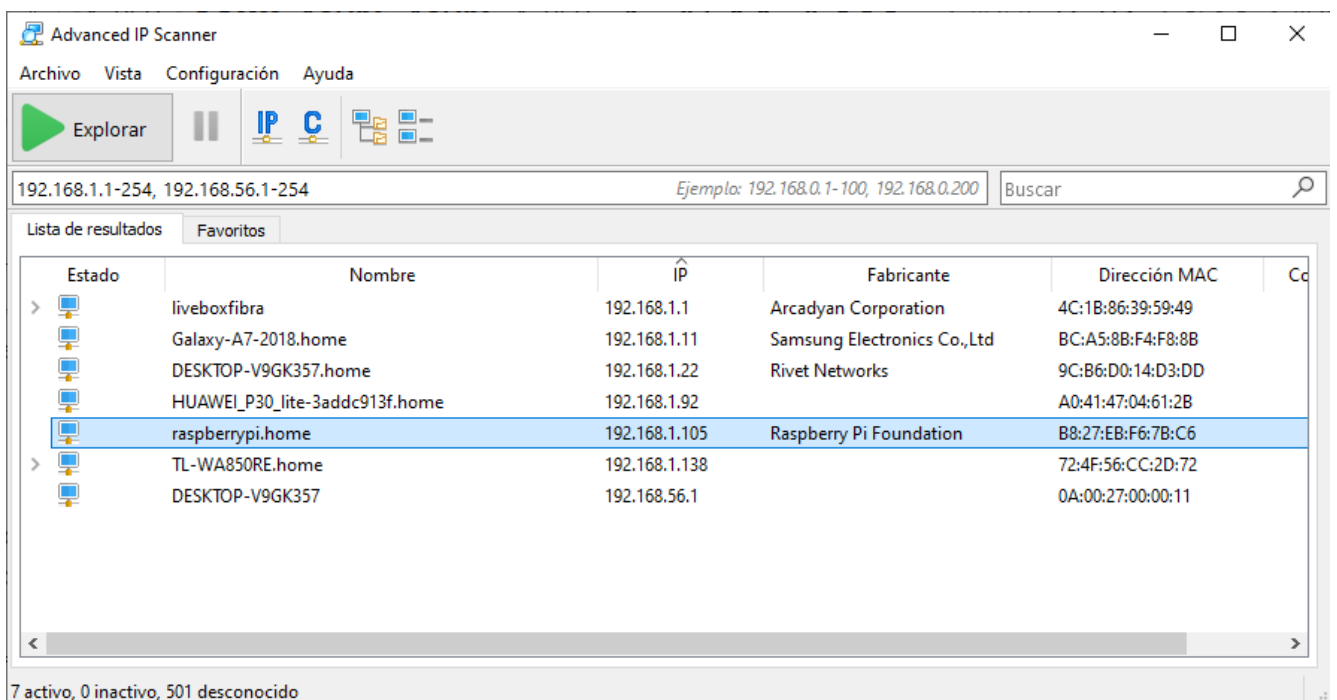 Advanced IP Scanner
Archivo Vista Configuración Ayuda
Explorar IP C
192.168.1.1-254, 192.168.56.1-254 Ejemplo: 192.168.0.1-100, 192.168.0.200 Buscar
Lista de resultados Favoritos
Estado Nombre IP Fabricante Dirección MAC Co
liveboxfibra 192.168.1.1 Arcadyan Corporation 4C:1B:86:39:59:49
Galaxy-A7-2018.home 192.168.1.11 Samsung Electronics Co.,Ltd BC:A5:8B:F4:F8:8B
DESKTOP-V9GK357.home 192.168.1.22 Rivet Networks 9C:B6:D0:14:D3:DD
HUAWEI_P30_lite-3addc913f.home 192.168.1.92 A0:41:47:04:61:2B
raspberrypi.home 192.168.1.105 Raspberry Pi Foundation B8:27:EB:F6:7B:C6
TL-WA850RE.home 192.168.1.138 72:4F:56:CC:2D:72
DESKTOP-V9GK357 192.168.56.1 0A:00:27:00:00:11
7 activo, 0 inactivo, 501 desconocido